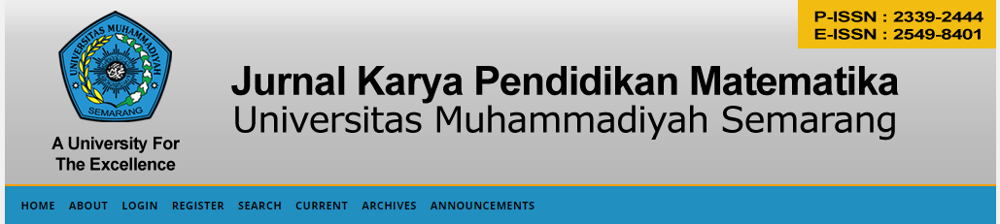 P-ISSN : 2339-2444
E-ISSN : 2549-8401
UNIVERSITAS MUHAMMADIYAH
SEMARANG
A University For
The Excellence
Jurnal Karya Pendidikan Matematika
Universitas Muhammadiyah Semarang
HOME ABOUT LOGIN REGISTER SEARCH CURRENT ARCHIVES ANNOUNCEMENTS